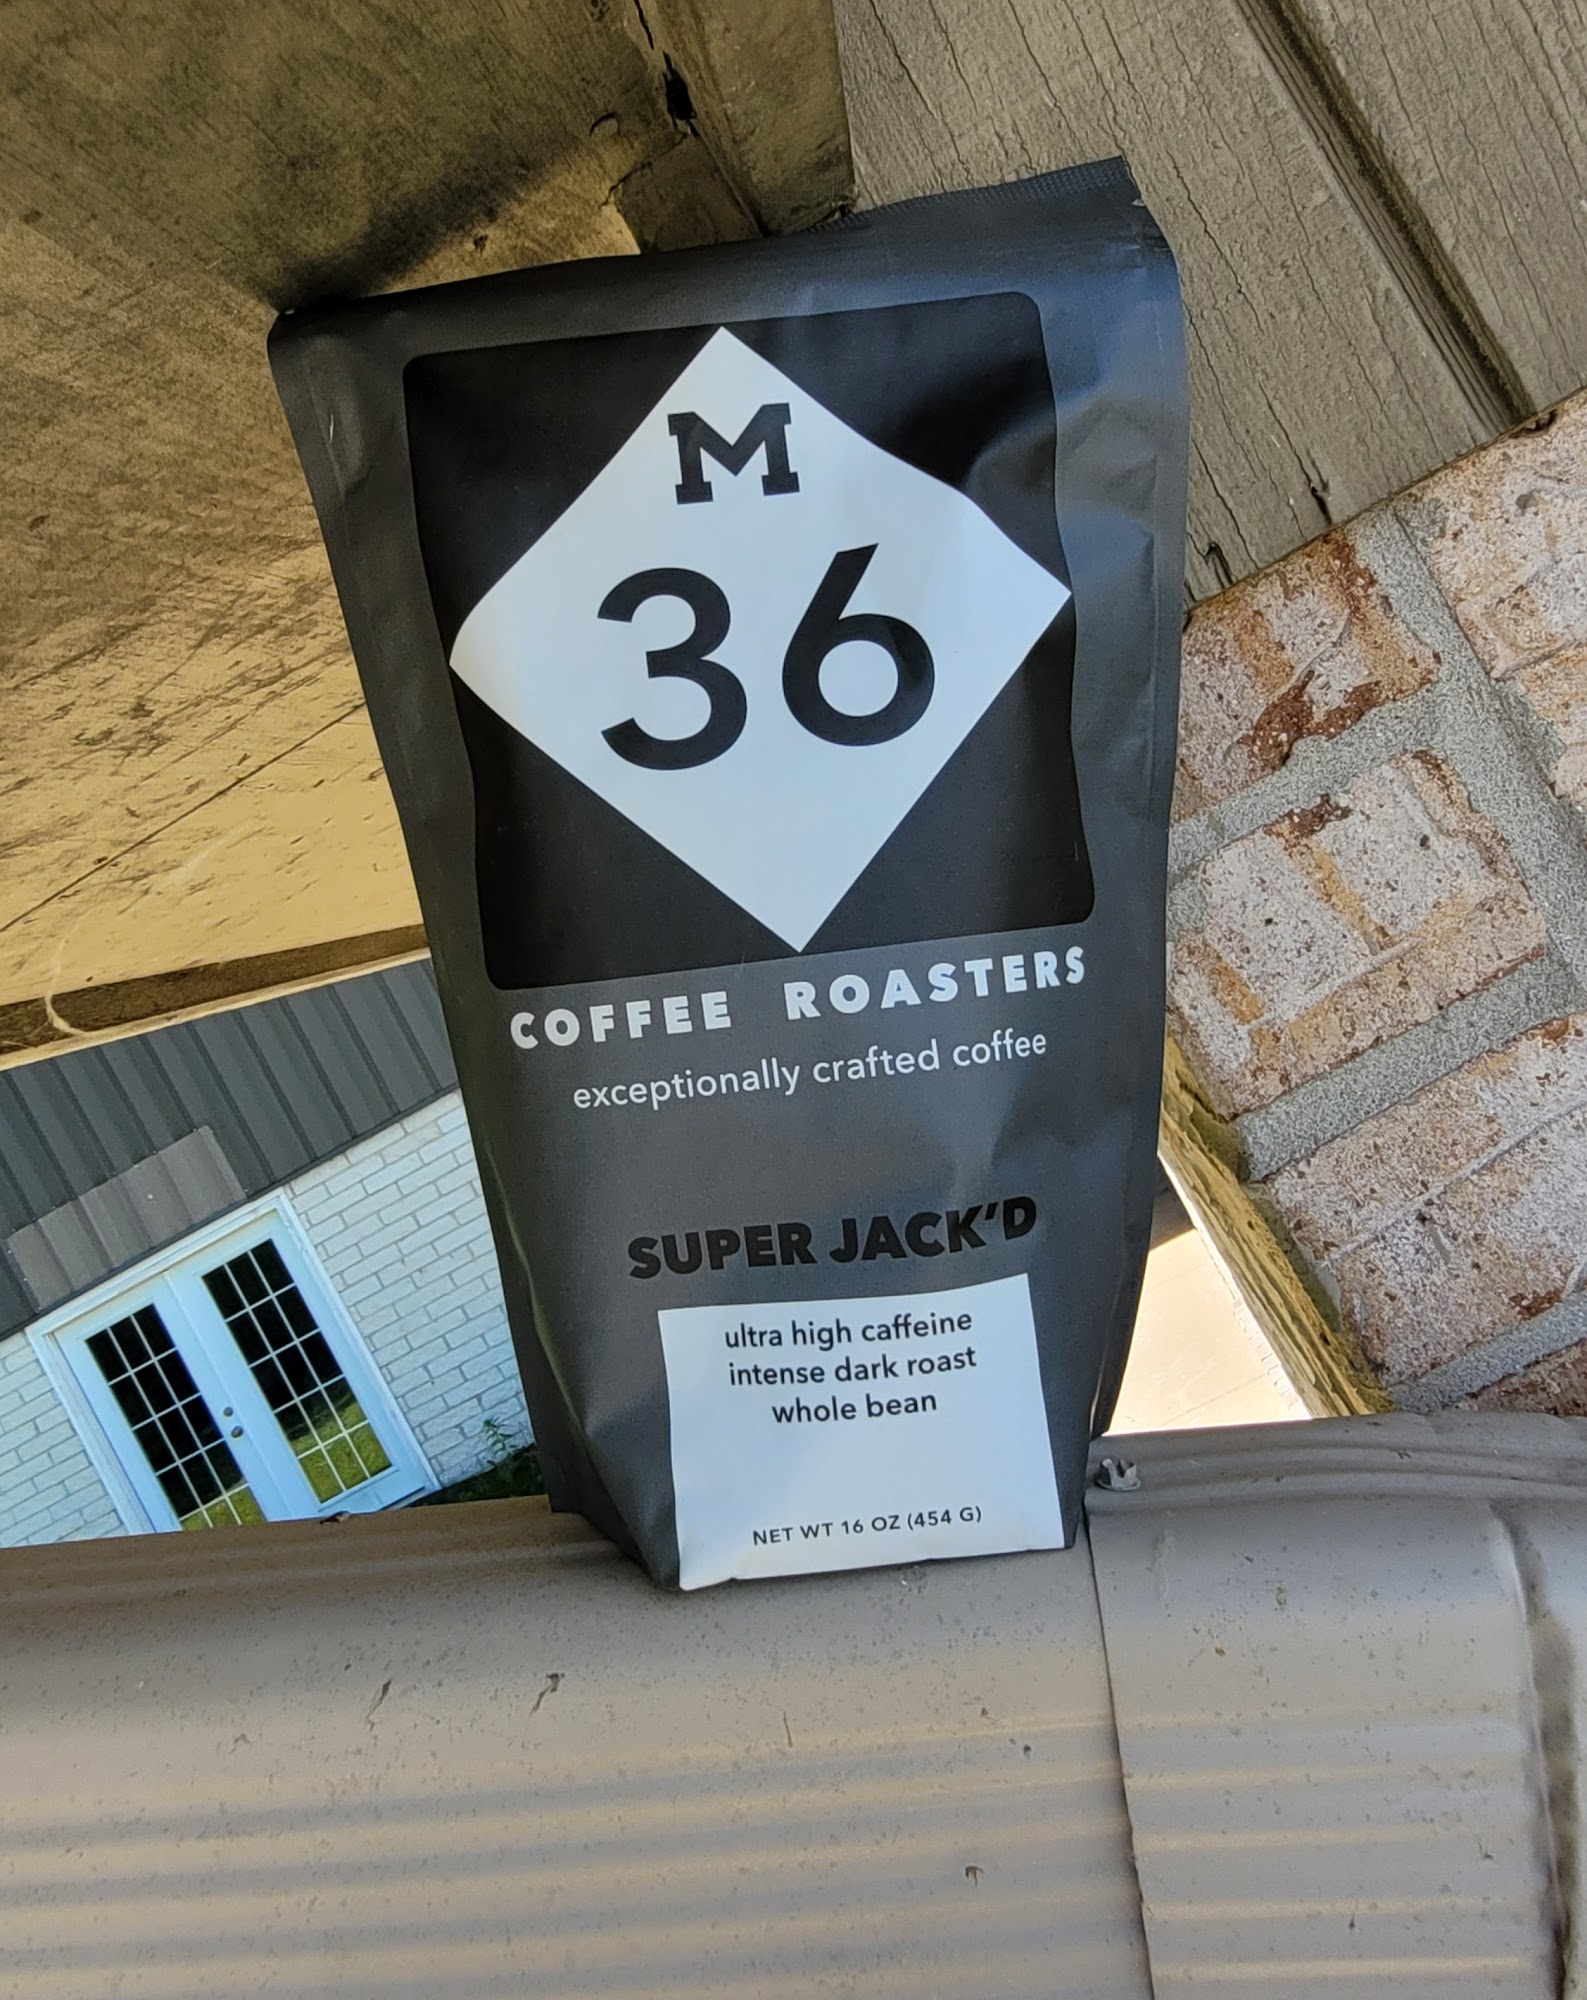 M
36
COFFEE ROASTERS
exceptionally crafted coffee
SUPER JACK'D
ultra high caffeine
intense dark roast
whole bean
NET WT 16 OZ (454 G)